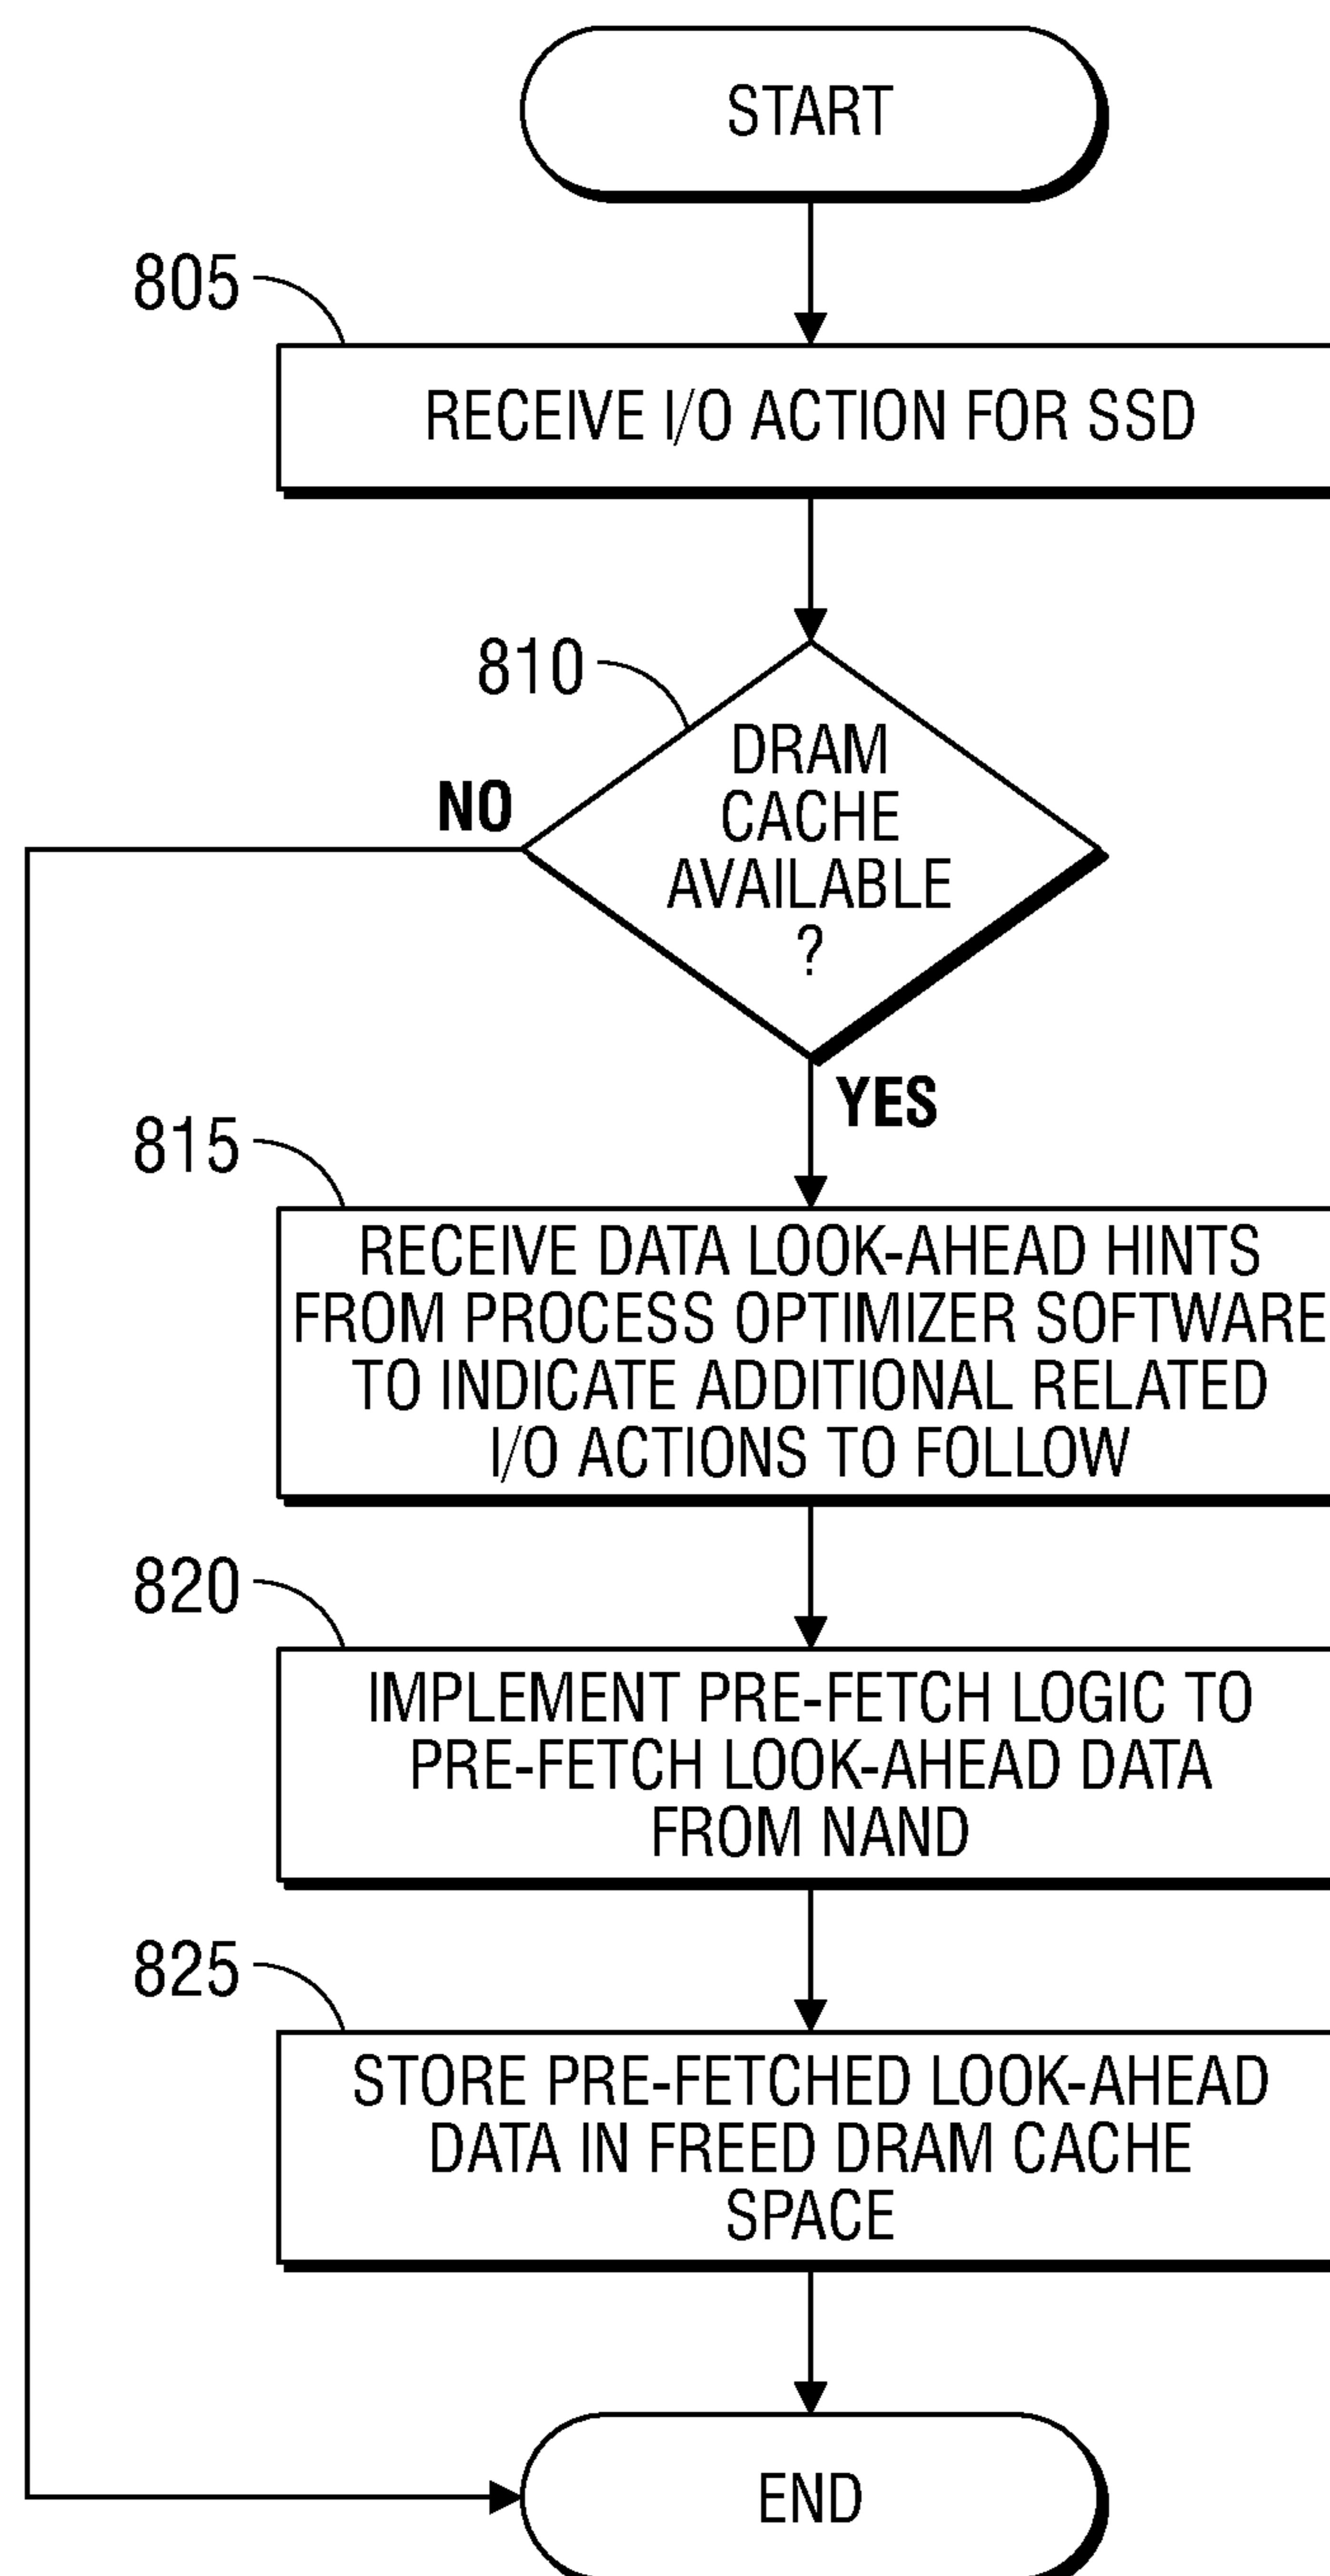 START
805
RECEIVE I/O ACTION FOR SSD
810
DRAM
CACHE
AVAILABLE
?
NO
YES
815
RECEIVE DATA LOOK-AHEAD HINTS
FROM PROCESS OPTIMIZER SOFTWARE
TO INDICATE ADDITIONAL RELATED
I/O ACTIONS TO FOLLOW
820
IMPLEMENT PRE-FETCH LOGIC TO
PRE-FETCH LOOK-AHEAD DATA
FROM NAND
825
STORE PRE-FETCHED LOOK-AHEAD
DATA IN FREED DRAM CACHE
SPACE
END